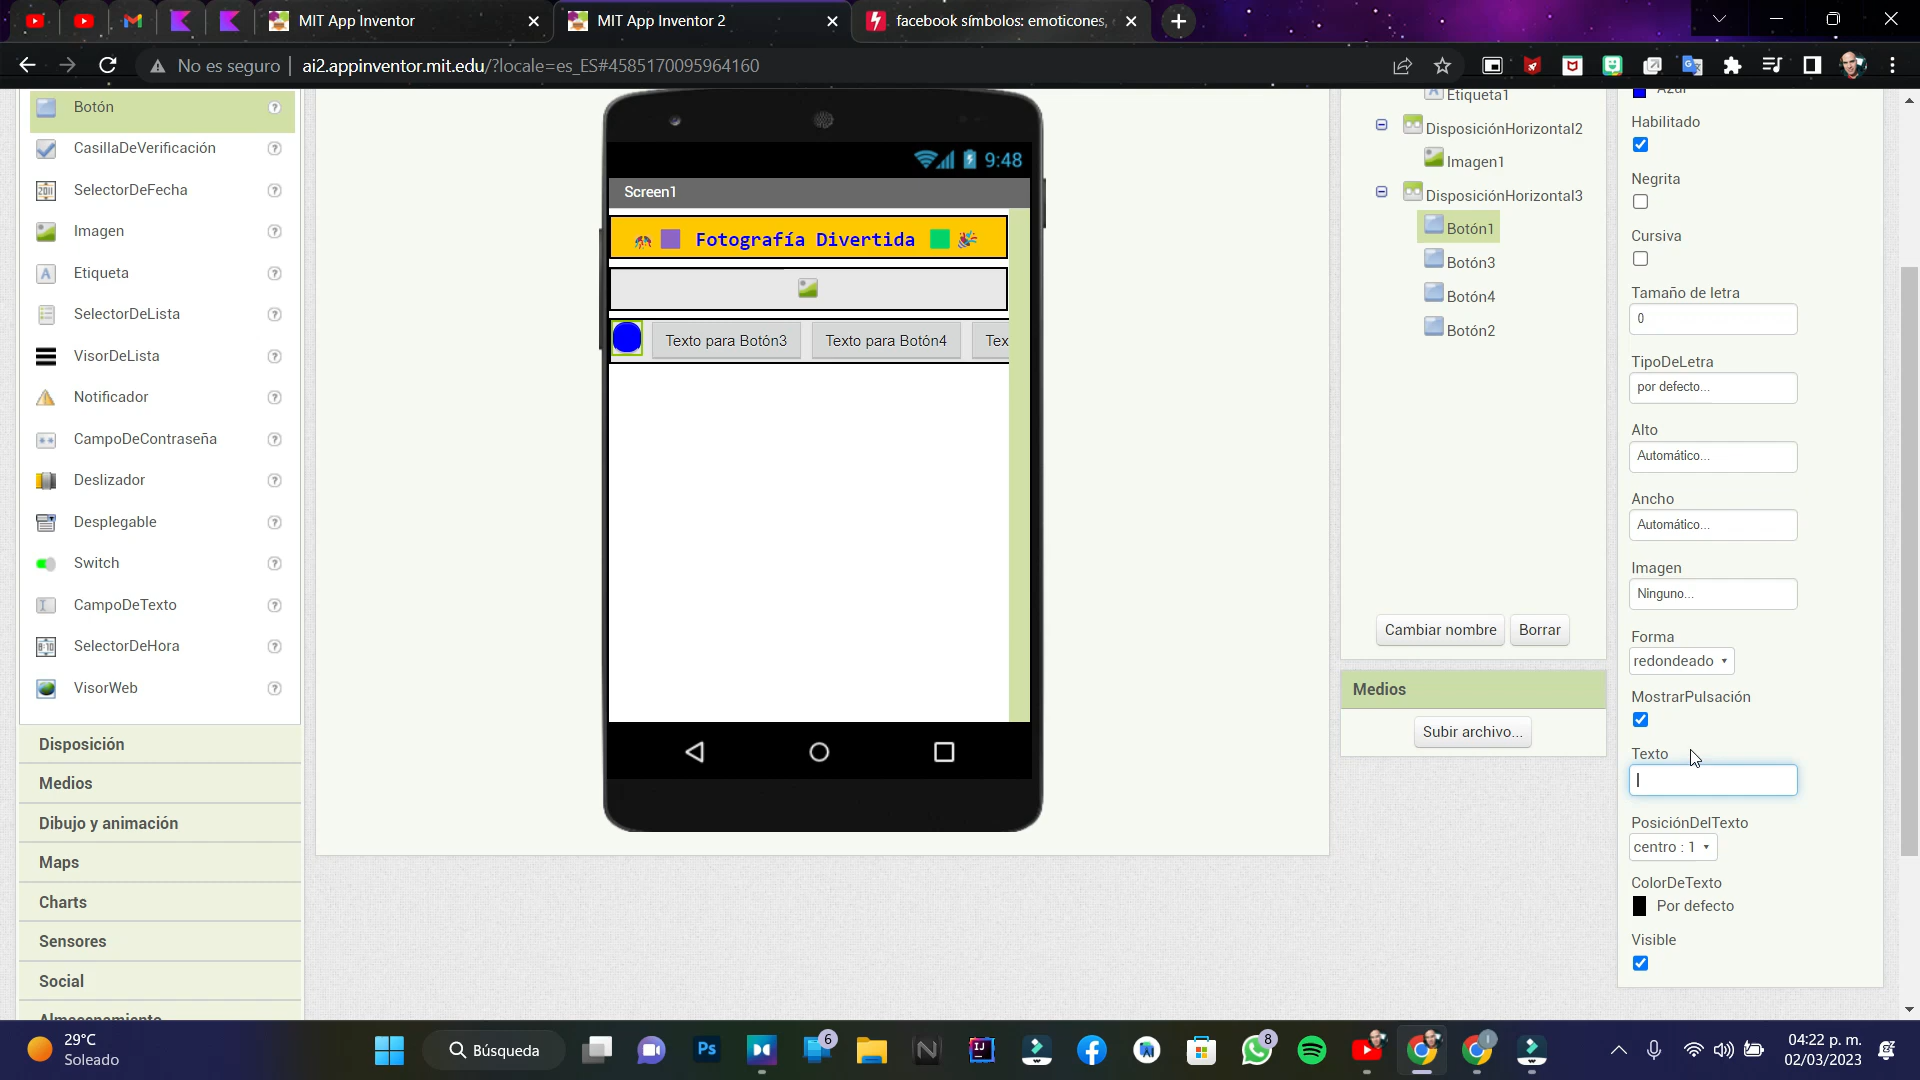 MIT App Inventor
MIT App Inventor 2
facebook símbolos: emoticones,
No es seguro
ai2.appinventor.mit.edu/?locale=es_ES#4585170095964160
Botón
CasillaDeVerificación
SelectorDeFecha
Imagen
Etiqueta
SelectorDeLista
VisorDeLista
Notificador
CampoDeContraseña
Deslizador
Desplegable
Switch
CampoDeTexto
SelectorDeHora
VisorWeb
Disposición
Medios
Dibujo y animación
Maps
Charts
Sensores
Social
Almacenamiento
9:48
Screen1
Fotografía Divertida
Texto para Botón3
Texto para Botón4
Tex
Etiqueta1
DisposiciónHorizontal2
Imagen1
DisposiciónHorizontal3
Botón1
Botón3
Botón4
Botón2
Cambiar nombre
Borrar
Medios
Subir archivo...
Azul
Habilitado
Negrita
Cursiva
Tamaño de letra
0
TipoDeLetra
por defecto...
Alto
Automático...
Ancho
Automático...
Imagen
Ninguno...
Forma
redondeado
MostrarPulsación
Texto
PosiciónDelTexto
centro : 1
ColorDeTexto
Por defecto
Visible
29°C
Soleado
Búsqueda
Ps
6
8
04:22 p. m.
02/03/2023